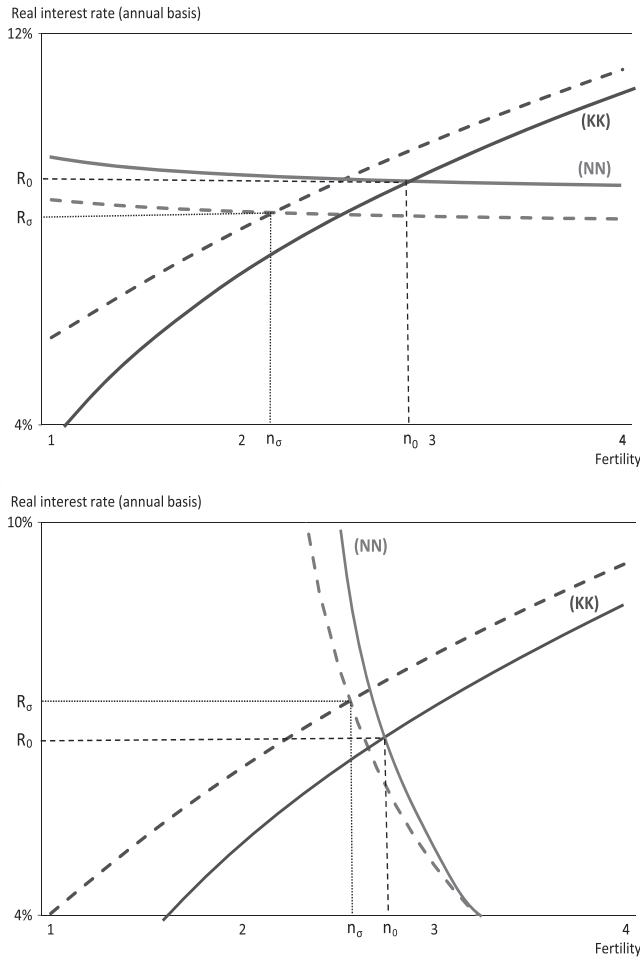 Real interest rate (annual basis)
12%
(KK)
(NN)
R₀
Rσ
4%
1 2 nσ n₀ 3 4
Fertility
Real interest rate (annual basis)
10%
(NN)
(KK)
Rσ
R₀
4%
1 2 nσ n₀ 3 4
Fertility